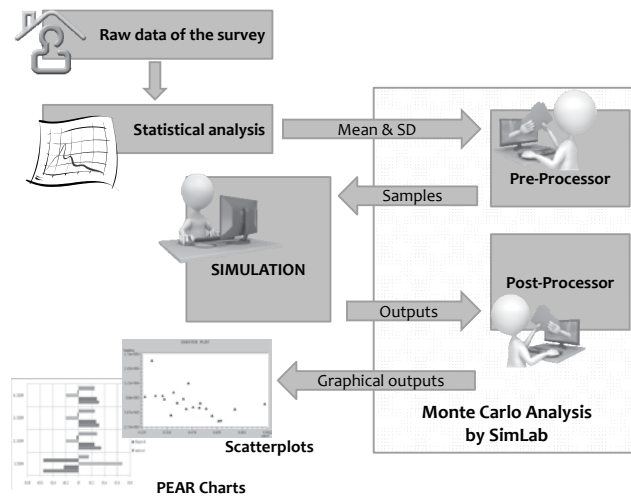 Raw data of the survey
Statistical analysis
Mean & SD
Pre-Processor
Samples
SIMULATION
Post-Processor
Outputs
Graphical outputs
Monte Carlo Analysis
by SimLab
Scatterplots
PEAR Charts